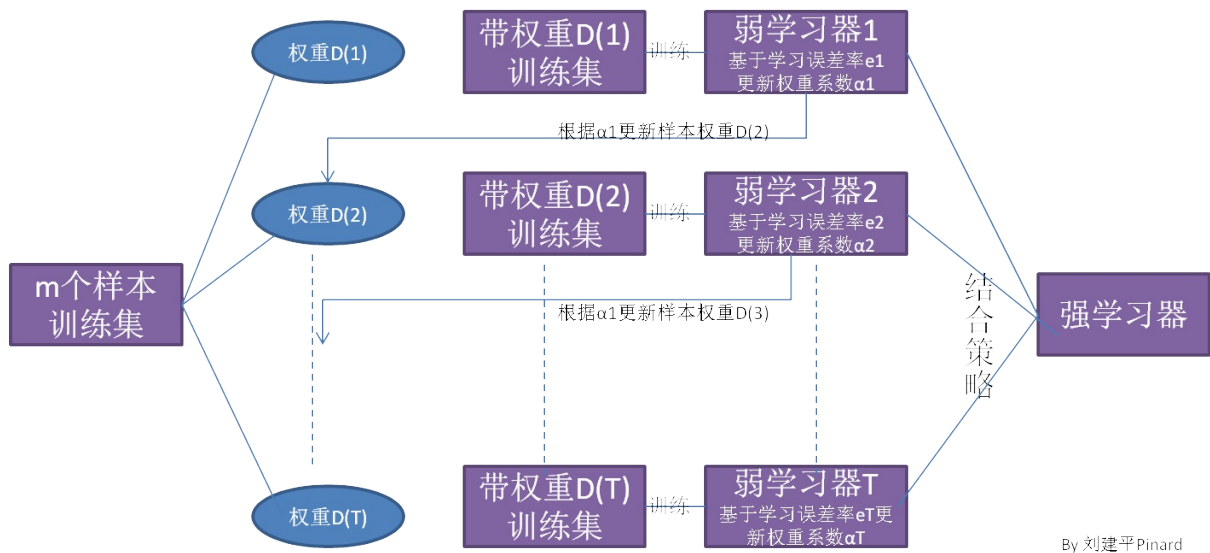 权重D(1)
带权重D(1)
训练集
训练
弱学习器1
基于学习误差率e1
更新权重系数α1
根据α1更新样本权重D(2)
权重D(2)
带权重D(2)
训练集
训练
弱学习器2
基于学习误差率e2
更新权重系数α2
m个样本
训练集
根据α1更新样本权重D(3)
结合策略
强学习器
权重D(T)
带权重D(T)
训练集
训练
弱学习器T
基于学习误差率eT更
新权重系数αT
By 刘建平Pinard